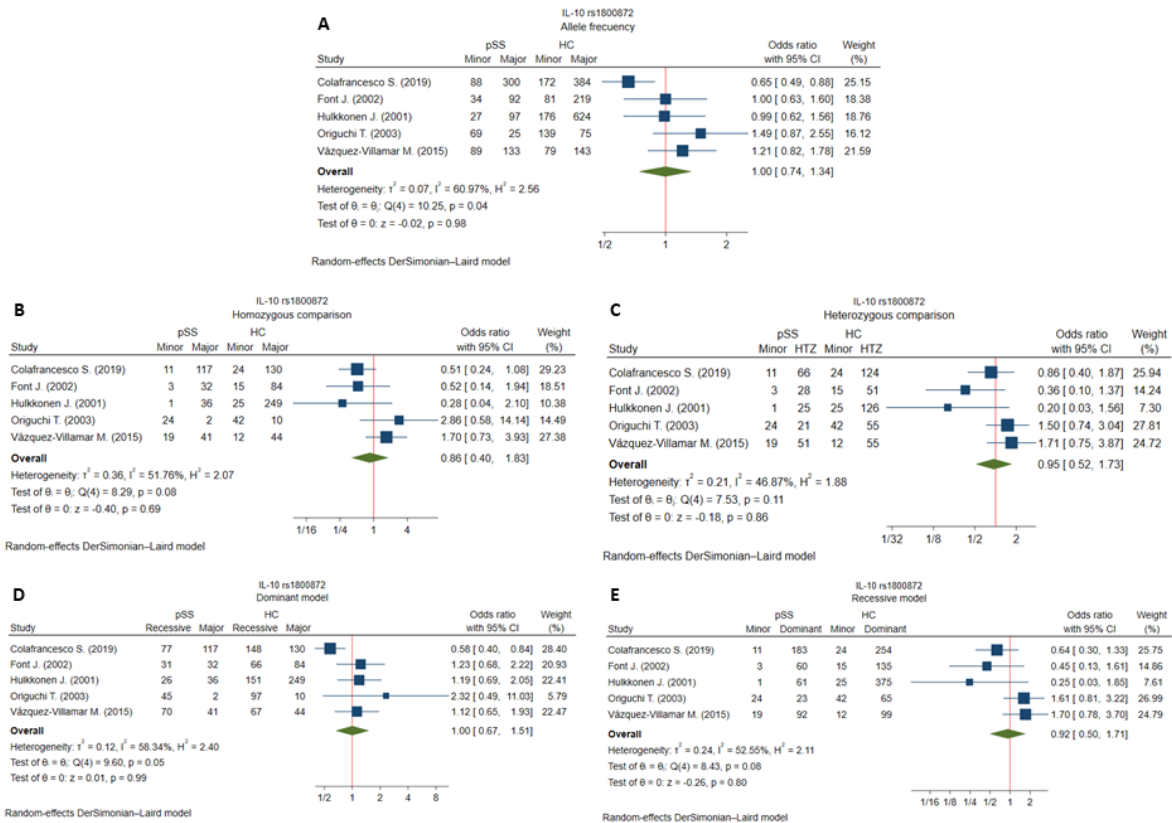 A
IL-10 rs1800872
Allele frecuency
pSS HC Odds ratio Weight
Study Minor Major Minor Major with 95% CI (%)
Colafrancesco S. (2019) 88 300 172 384 0.65 [ 0.49, 0.88] 25.15
Font J. (2002) 34 92 81 219 1.00 [ 0.63, 1.60] 18.38
Hulkkonen J. (2001) 27 97 176 624 0.99 [ 0.62, 1.56] 18.76
Origuchi T. (2003) 69 25 139 75 1.49 [ 0.87, 2.55] 16.12
Vázquez-Villamar M. (2015) 89 133 79 143 1.21 [ 0.82, 1.78] 21.59
Overall 1.00 [ 0.74, 1.34]
Heterogeneity: τ² = 0.07, I² = 60.97%, H² = 2.56
Test of θᵢ = θⱼ: Q(4) = 10.25, p = 0.04
Test of θ = 0: z = -0.02, p = 0.98
1/2 1 2
Random-effects DerSimonian–Laird model
B
IL-10 rs1800872
Homozygous comparison
pSS HC Odds ratio Weight
Study Minor Major Minor Major with 95% CI (%)
Colafrancesco S. (2019) 11 117 24 130 0.51 [ 0.24, 1.08] 29.23
Font J. (2002) 3 32 15 84 0.52 [ 0.14, 1.94] 18.51
Hulkkonen J. (2001) 1 36 25 249 0.28 [ 0.04, 2.10] 10.38
Origuchi T. (2003) 24 2 42 10 2.86 [ 0.58, 14.14] 14.49
Vázquez-Villamar M. (2015) 19 41 12 44 1.70 [ 0.73, 3.93] 27.38
Overall 0.86 [ 0.40, 1.83]
Heterogeneity: τ² = 0.36, I² = 51.76%, H² = 2.07
Test of θᵢ = θⱼ: Q(4) = 8.29, p = 0.08
Test of θ = 0: z = -0.40, p = 0.69
1/16 1/4 1 4
Random-effects DerSimonian–Laird model
C
IL-10 rs1800872
Heterozygote comparison
pSS HC Odds ratio Weight
Study Minor HTZ Minor HTZ with 95% CI (%)
Colafrancesco S. (2019) 11 66 24 124 0.86 [ 0.40, 1.87] 25.94
Font J. (2002) 3 28 15 51 0.36 [ 0.10, 1.37] 14.24
Hulkkonen J. (2001) 1 25 25 126 0.20 [ 0.03, 1.56] 7.30
Origuchi T. (2003) 24 21 42 55 1.50 [ 0.74, 3.04] 27.81
Vázquez-Villamar M. (2015) 19 51 12 55 1.71 [ 0.75, 3.87] 24.72
Overall 0.95 [ 0.52, 1.73]
Heterogeneity: τ² = 0.21, I² = 46.87%, H² = 1.88
Test of θᵢ = θⱼ: Q(4) = 7.53, p = 0.11
Test of θ = 0: z = -0.18, p = 0.86
1/32 1/8 1/2 2
Random-effects DerSimonian–Laird model
D
IL-10 rs1800872
Dominant model
pSS HC Odds ratio Weight
Study Recessive Major Recessive Major with 95% CI (%)
Colafrancesco S. (2019) 77 117 148 130 0.58 [ 0.40, 0.84] 28.40
Font J. (2002) 31 32 66 84 1.23 [ 0.68, 2.22] 20.93
Hulkkonen J. (2001) 26 36 151 249 1.19 [ 0.69, 2.05] 22.41
Origuchi T. (2003) 45 2 97 10 2.32 [ 0.49, 11.03] 5.79
Vázquez-Villamar M. (2015) 70 41 67 44 1.12 [ 0.65, 1.93] 22.47
Overall 1.00 [ 0.67, 1.51]
Heterogeneity: τ² = 0.12, I² = 58.34%, H² = 2.40
Test of θᵢ = θⱼ: Q(4) = 9.60, p = 0.05
Test of θ = 0: z = 0.01, p = 0.99
1/2 1 2 4 8
Random-effects DerSimonian–Laird model
E
IL-10 rs1800872
Recessive model
pSS HC Odds ratio Weight
Study Minor Dominant Minor Dominant with 95% CI (%)
Colafrancesco S. (2019) 11 183 24 254 0.64 [ 0.30, 1.33] 25.75
Font J. (2002) 3 60 15 135 0.45 [ 0.13, 1.61] 14.86
Hulkkonen J. (2001) 1 61 25 375 0.25 [ 0.03, 1.85] 7.61
Origuchi T. (2003) 24 23 42 65 1.61 [ 0.81, 3.22] 26.99
Vázquez-Villamar M. (2015) 19 92 12 99 1.70 [ 0.78, 3.70] 24.79
Overall 0.92 [ 0.50, 1.71]
Heterogeneity: τ² = 0.24, I² = 52.55%, H² = 2.11
Test of θᵢ = θⱼ: Q(4) = 8.43, p = 0.08
Test of θ = 0: z = -0.26, p = 0.80
1/16 1/8 1/4 1/2 1 2
Random-effects DerSimonian–Laird model